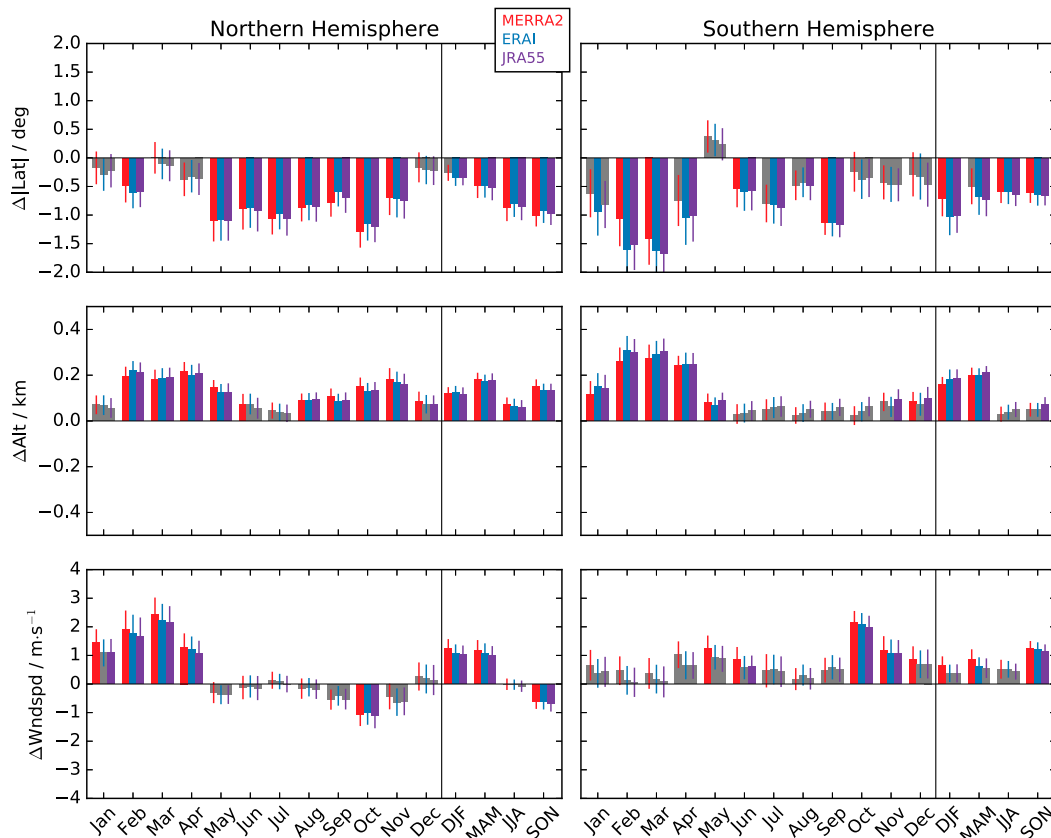 Northern Hemisphere
MERRA2
ERAI
JRA55
Southern Hemisphere
Δ|Lat| / deg
2.0
1.5
1.0
0.5
0.0
−0.5
−1.0
−1.5
−2.0
ΔAlt / km
0.4
0.2
0.0
−0.2
−0.4
ΔWndspd / m·s⁻¹
4
3
2
1
0
−1
−2
−3
−4
Jan Feb Mar Apr May Jun Jul Aug Sep Oct Nov Dec DJF MAM JJA SON
Jan Feb Mar Apr May Jun Jul Aug Sep Oct Nov Dec DJF MAM JJA SON